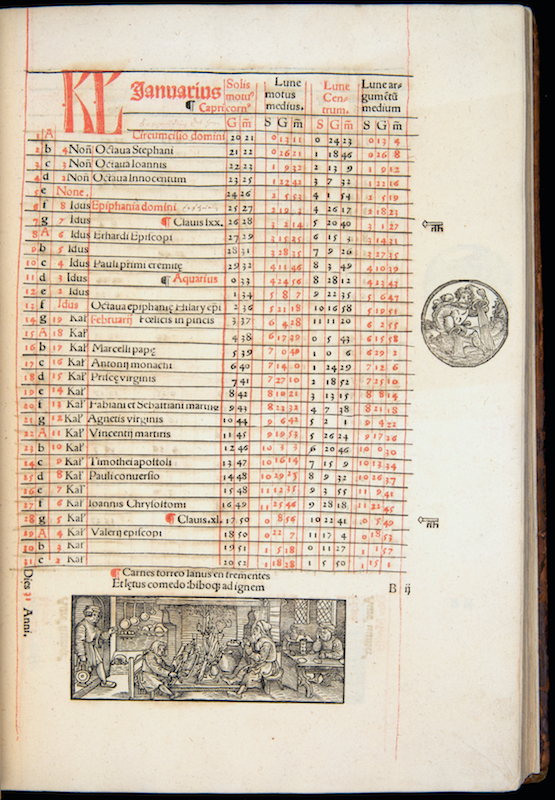 KL Januarius Solis motus Lune motus medius. Lune Centrum. Lune argumētū medium
¶ Capricorn⁹
G m̄ S G m̄ S G m̄ S G m̄
1 A Circumcisio domini 20 21 0 13 11 0 24 23 0 13 4
2 b 4 Non̄ Octaua Stephani 21 22 0 26 21 1 18 46 0 26 8
3 c 3 Non̄ Octaua Ioannis 22 23 1 9 32 2 13 9 1 9 12
4 d 2 Non̄ Octaua Innocentum 23 25 1 22 42 3 7 32 1 22 16
5 e None. 24 26 2 5 53 4 1 54 2 5 19
6 f 8 Idus Epiphania domini 25 27 4 26 17 2 18 23
7 g 7 Idus ¶ Clauis lxx. 26 28 3 2 14 5 20 40 3 1 27
8 A 6 Idus Erhardi Episcopi 27 29 3 15 25 6 15 3 14 31
9 b 5 Idus 28 31 3 28 35 7 9 26 3 27 35
10 c 4 Idus Pauli primi eremitę 29 32 4 11 46 8 3 49 4 10 39
11 d 3 Idus ¶ Aquarius 0 33 4 24 56 8 28 12 4 23 43
12 e 2 Idus 1 34 5 8 7 9 22 35 5 6 47
13 f Idus Octaua epiphanię Hilary epi 2 36 5 21 18 10 16 58 5 19 51
14 g 19 Kal' Februarij Fœlicis in pincis 3 37 6 4 28 11 11 20 6 2 55
15 A 18 Kal' 4 38 6 17 39 0 5 43 6 15 58
16 b 17 Kal' Marcelli papę 5 39 7 0 49 1 0 6 6 29 2
17 c 16 Kal' Antonij monachi 6 40 7 14 0 1 24 29 7 12 6
18 d 15 Kal' Priscę virginis 7 41 7 27 10 2 18 52 7 25 10
19 e 14 Kal' 8 42 8 10 21 3 13 15 8 8 14
20 f 13 Kal' Fabiani et Sebastiani 9 43 8 23 32 4 7 38 8 21 18
21 g 12 Kal' Agnetis virginis 10 44 9 6 42 5 2 1 9 4 22
22 A 11 Kal' Vincentij martiris 11 45 9 19 53 5 26 24 9 17 26
23 b 10 Kal' 12 46 10 3 3 6 20 46 10 0 30
24 c 9 Kal' Timothei apostoli 13 47 10 16 14 7 15 9 10 13 34
25 d 8 Kal' Pauli conuersio 14 48 10 29 25 8 9 32 10 26 37
26 e 7 Kal' 15 48 11 12 35 9 3 55 11 9 41
27 f 6 Kal' Ioannis Chrysostomi 16 49 11 25 46 9 28 18 11 22 45
28 g 5 Kal' ¶ Clauis.xl. 17 50 0 8 56 10 22 41 0 5 49
29 A 4 Kal' Valerij episcopi 18 50 0 22 7 11 17 4 0 18 53
30 b 3 Kal' 19 51 1 5 18 0 11 27 1 1 57
31 c 2 Kal' 20 52 1 18 28 1 5 50 1 15 1
Dies 31 Anni.
¶ Carnes torreo Ianus en frementes
Et lętus comedo: biboq; ad ignem
B ij